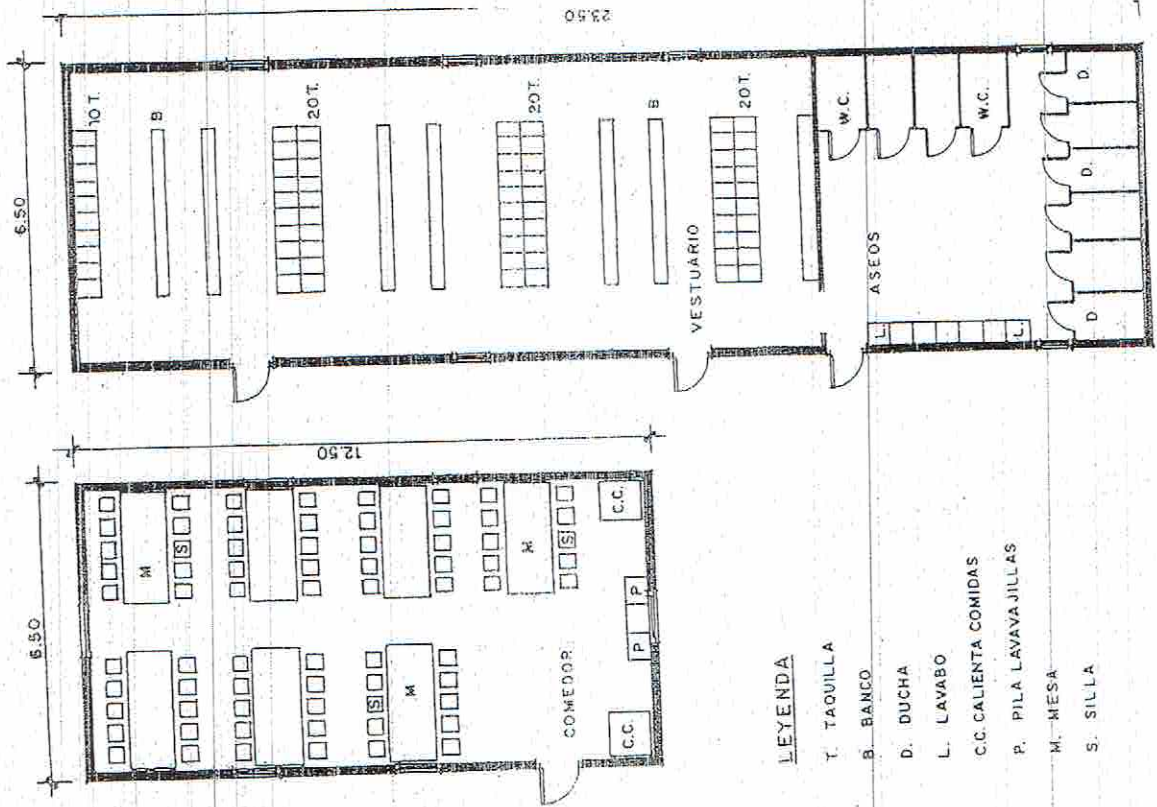 6.50
12.50
M
S
M
S
M
S
M
COMEDOR
C.C.
P
P
C.C.
6.50
23.50
10 T.
B
20 T.
20 T.
B
20 T.
VESTUÁRIO
W.C.
W.C.
ASEOS
L.
L.
D.
D.
D.
LEYENDA
T. TAQUILLA
B. BANCO
D. DUCHA
L. LAVABO
C.C. CALIENTA COMIDAS
P. PILA LAVAVAJILLAS
M. MESA
S. SILLA